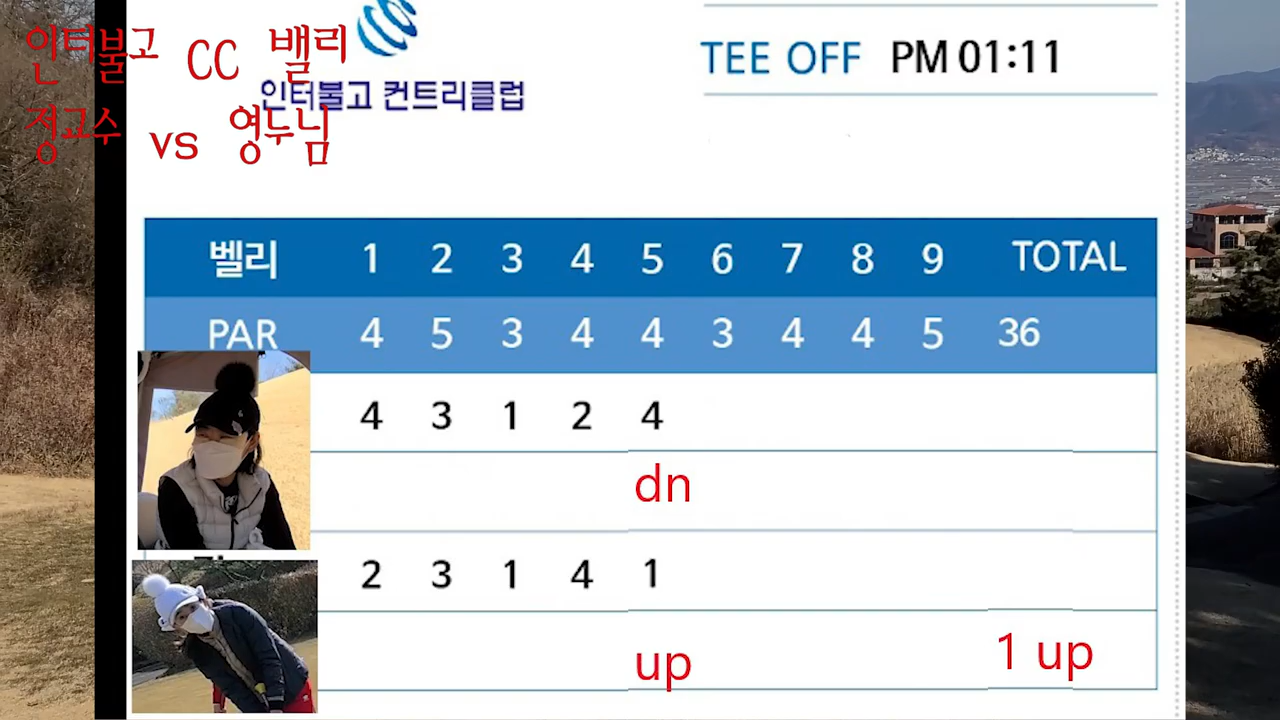 인터불고 CC 밸리
정교수 vs 영두님
인터불고 컨트리클럽
TEE OFF PM 01:11
벨리 1 2 3 4 5 6 7 8 9 TOTAL
PAR 4 5 3 4 4 3 4 4 5 36
4 3 1 2 4
dn
2 3 1 4 1
up 1 up